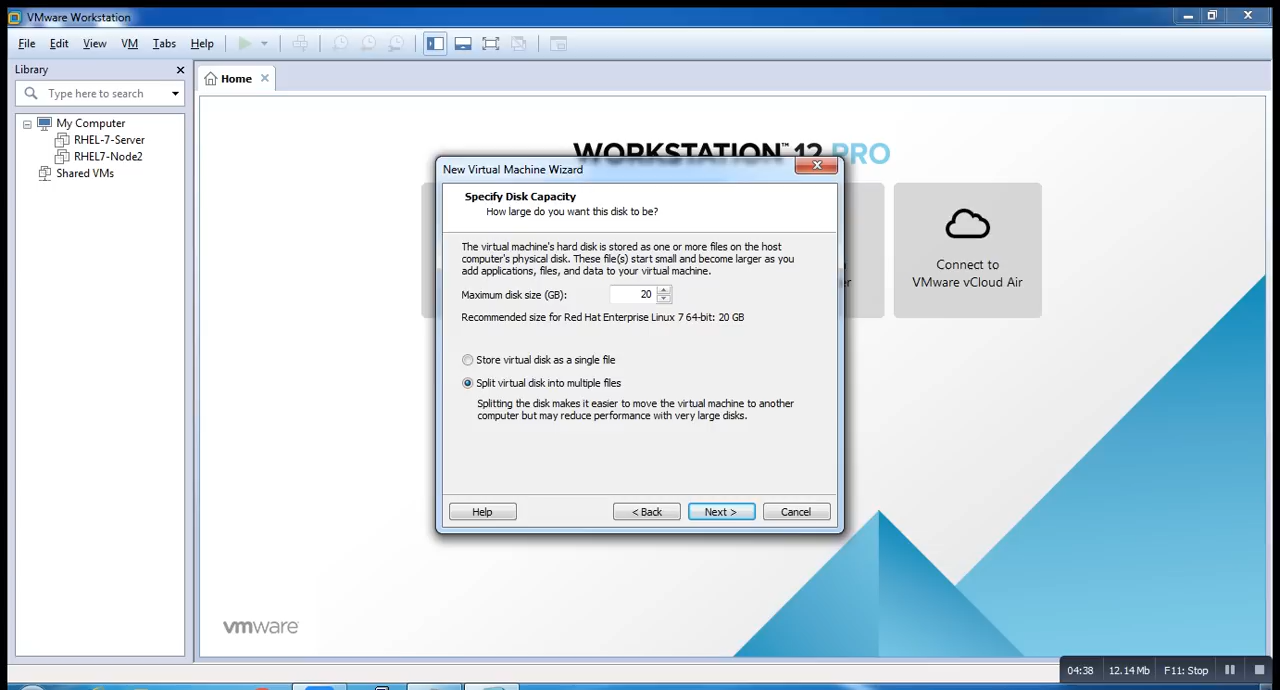 VMware Workstation
File Edit View VM Tabs Help
Library
Type here to search
Home
My Computer
RHEL-7-Server
RHEL7-Node2
Shared VMs
WORKSTATION™ 12 PRO
New Virtual Machine Wizard
Specify Disk Capacity
How large do you want this disk to be?
The virtual machine's hard disk is stored as one or more files on the host
computer's physical disk. These file(s) start small and become larger as you
add applications, files, and data to your virtual machine.
Maximum disk size (GB): 20
Recommended size for Red Hat Enterprise Linux 7 64-bit: 20 GB
Store virtual disk as a single file
Split virtual disk into multiple files
Splitting the disk makes it easier to move the virtual machine to another
computer but may reduce performance with very large disks.
Help < Back Next > Cancel
Connect to
VMware vCloud Air
vmware
04:38 12.14 Mb F11: Stop